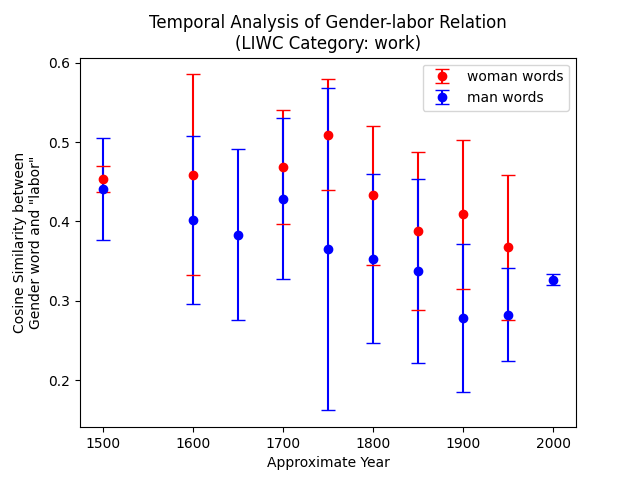 Temporal Analysis of Gender-labor Relation
(LIWC Category: work)
woman words
man words
Cosine Similarity between
Gender word and "labor"
0.6
0.5
0.4
0.3
0.2
1500
1600
1700
1800
1900
2000
Approximate Year